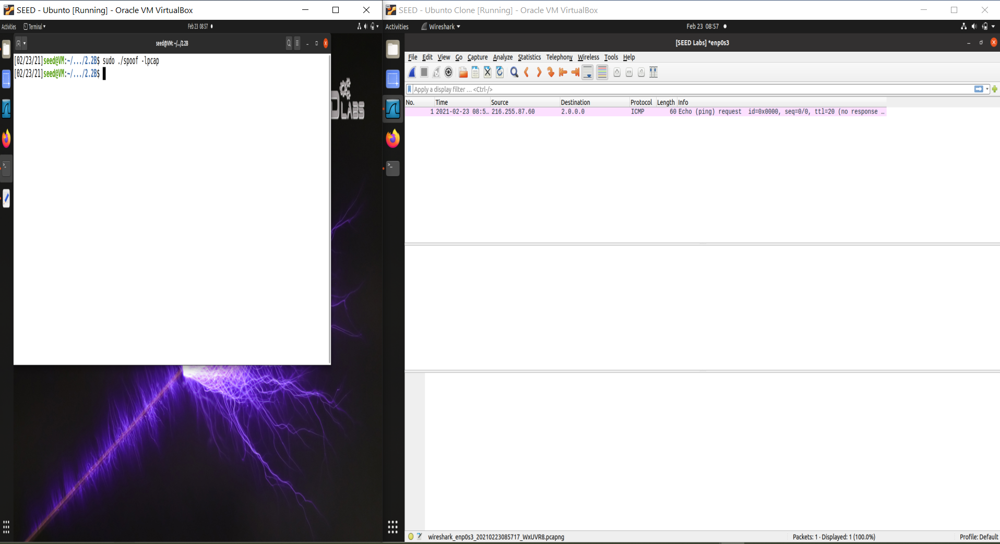 SEED - Ubunto [Running] - Oracle VM VirtualBox
Activities Terminal Feb 23 08:57
seed@VM: ~/.../2.2B
[02/23/21]seed@VM:~/.../2.2B$ sudo ./spoof -lpcap
[02/23/21]seed@VM:~/.../2.2B$
D LABS
SEED - Ubunto Clone [Running] - Oracle VM VirtualBox
Activities Wireshark Feb 23 08:57
[SEED Labs] *enp0s3
File Edit View Go Capture Analyze Statistics Telephony Wireless Tools Help
Apply a display filter ... <Ctrl-/>
No. Time Source Destination Protocol Length Info
1 2021-02-23 08:5… 216.255.87.60 2.0.0.0 ICMP 60 Echo (ping) request id=0x0000, seq=0/0, ttl=20 (no response …
wireshark_enp0s3_20210223085717_WxUVR8.pcapng Packets: 1 · Displayed: 1 (100.0%) Profile: Default